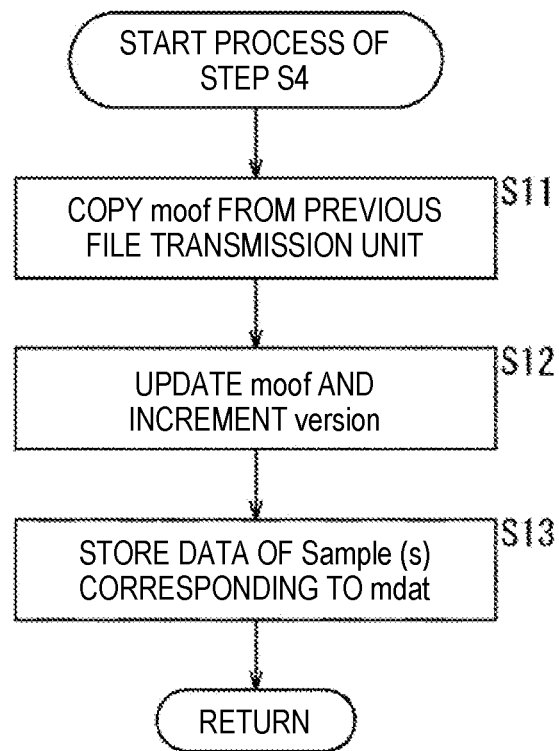 START PROCESS OF
STEP S4
S11
COPY moof FROM PREVIOUS
FILE TRANSMISSION UNIT
S12
UPDATE moof AND
INCREMENT version
S13
STORE DATA OF Sample (s)
CORRESPONDING TO mdat
RETURN